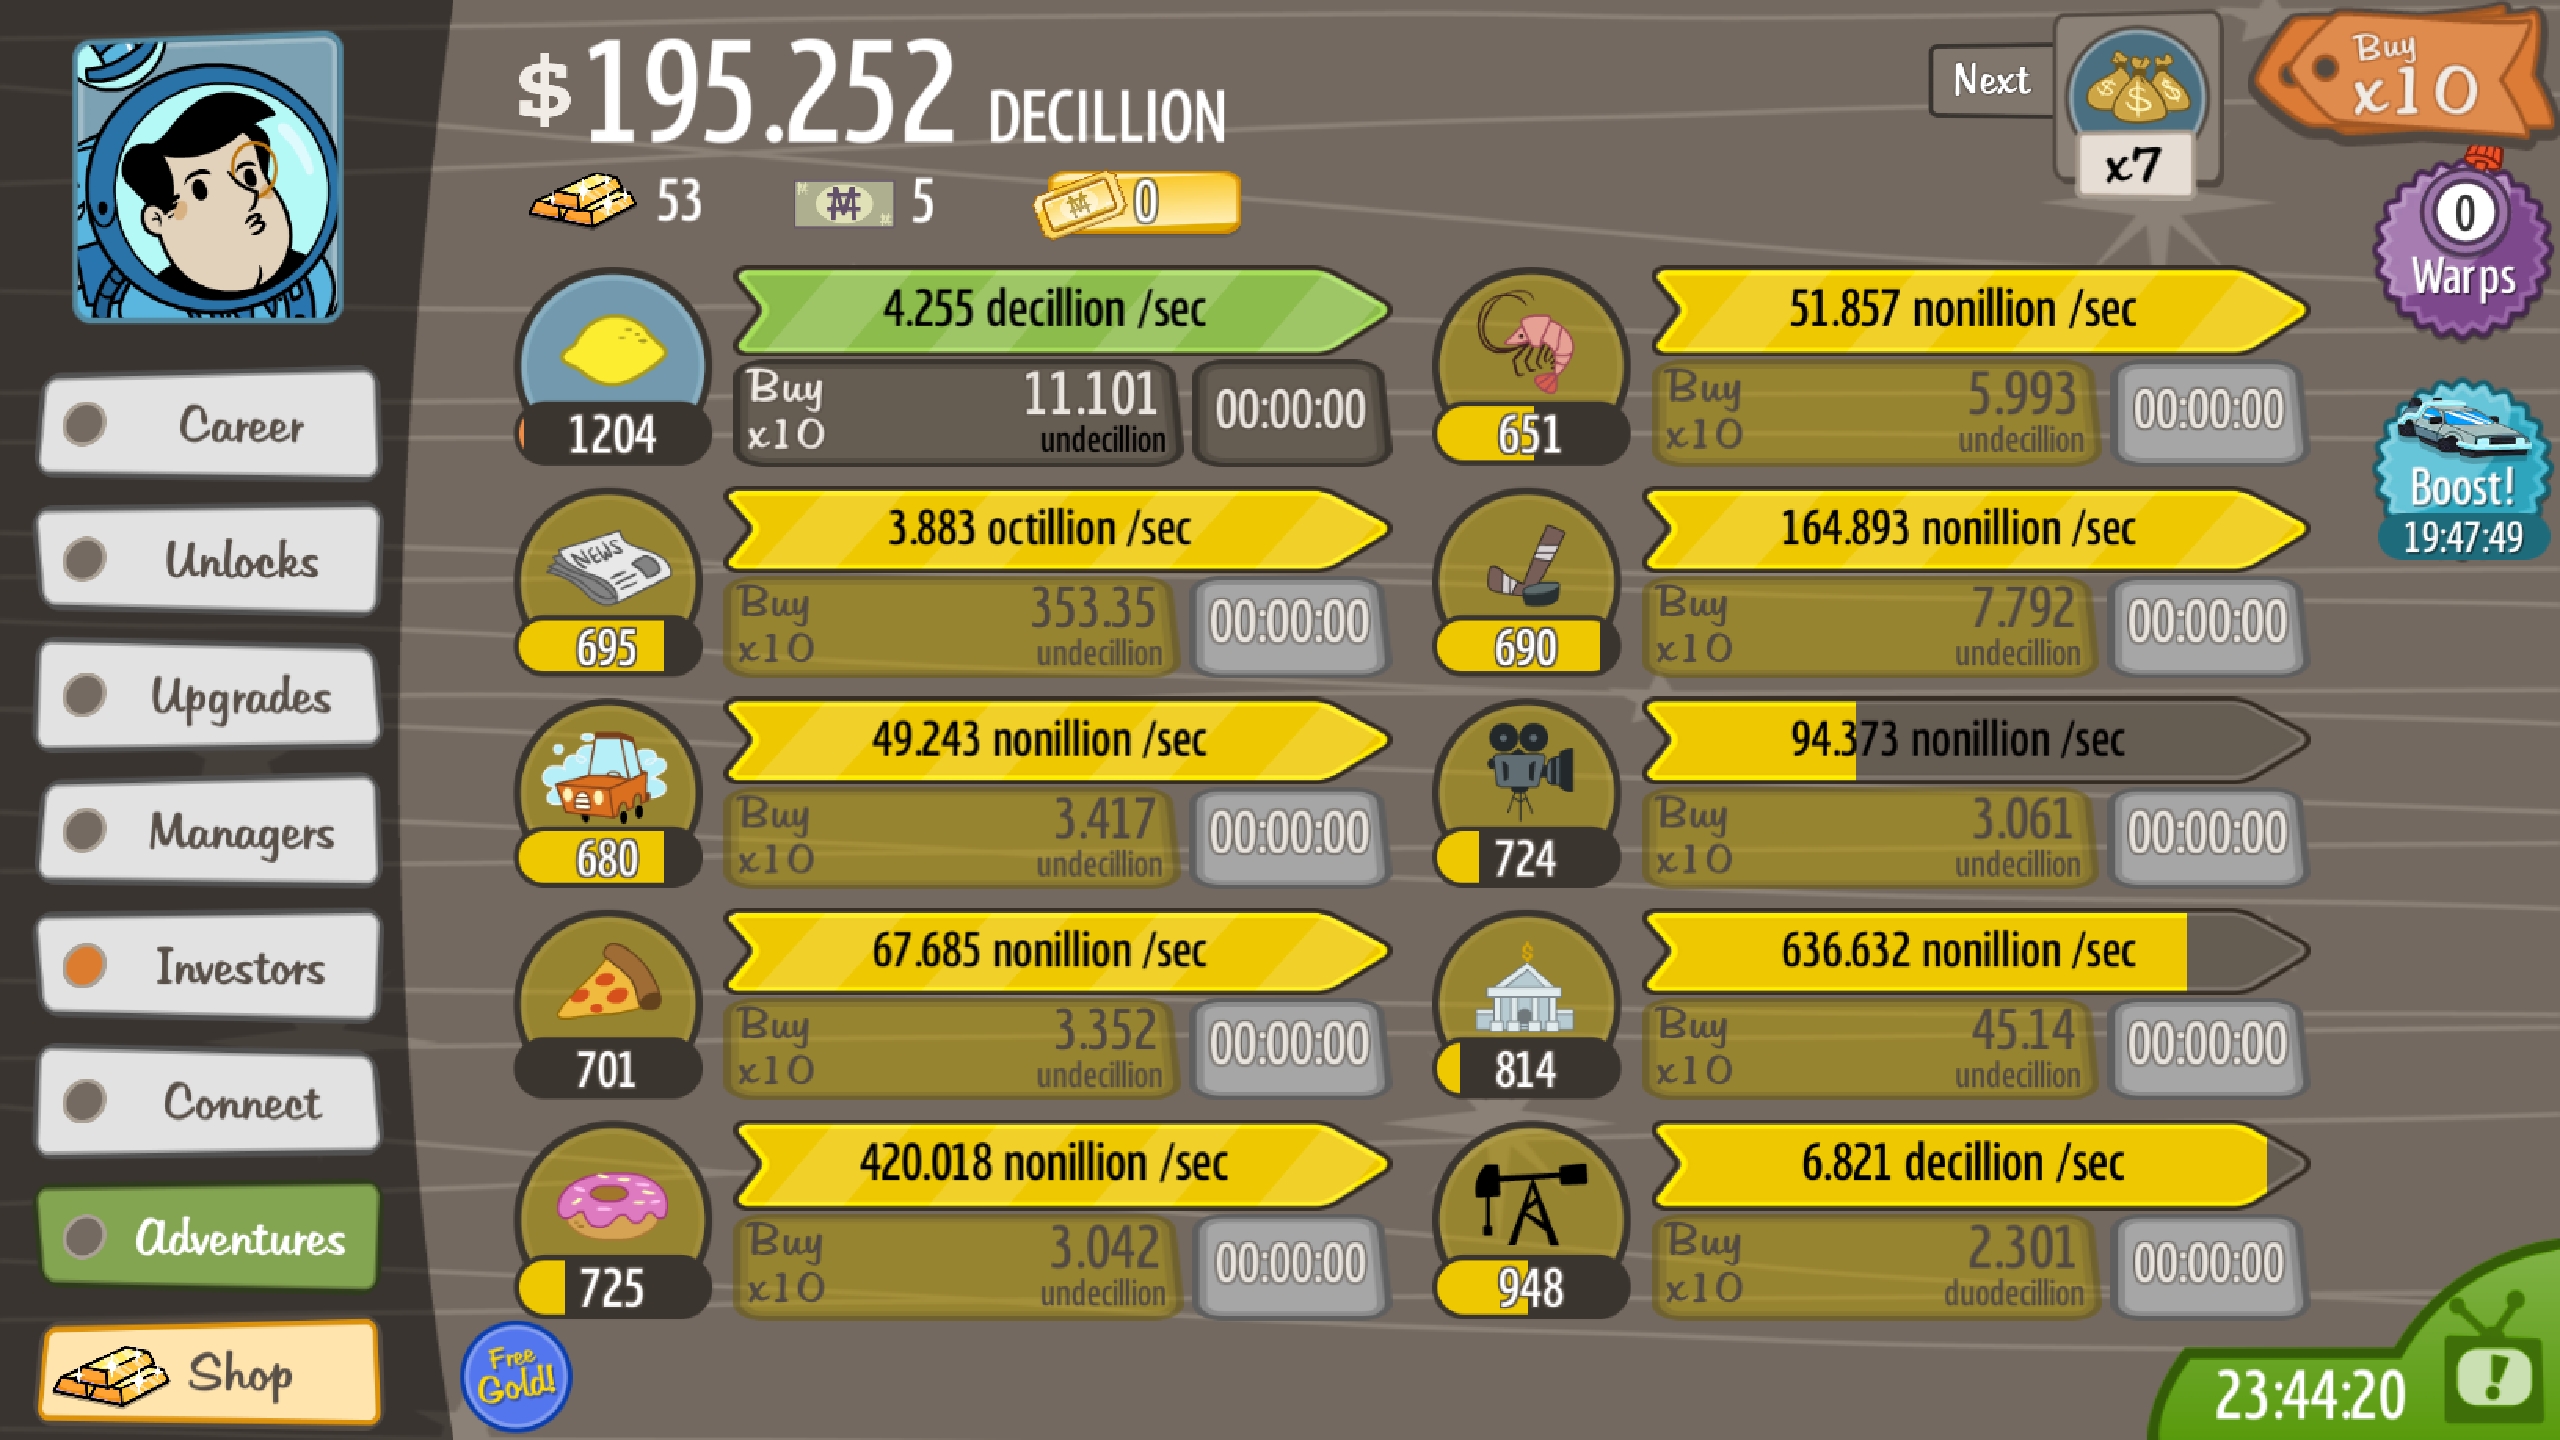 $195.252 DECILLION
53 5 0
Next
x7
Buy
x10
0
Warps
Boost!
19:47:49
Career
Unlocks
Upgrades
Managers
Investors
Connect
Adventures
Shop
4.255 decillion /sec
Buy 11.101
x10 undecillion
00:00:00
1204
51.857 nonillion /sec
Buy 5.993
x10 undecillion
00:00:00
651
NEWS
3.883 octillion /sec
Buy 353.35
x10 undecillion
00:00:00
695
164.893 nonillion /sec
Buy 7.792
x10 undecillion
00:00:00
690
49.243 nonillion /sec
Buy 3.417
x10 undecillion
00:00:00
680
94.373 nonillion /sec
Buy 3.061
x10 undecillion
00:00:00
724
67.685 nonillion /sec
Buy 3.352
x10 undecillion
00:00:00
701
636.632 nonillion /sec
Buy 45.14
x10 undecillion
00:00:00
814
420.018 nonillion /sec
Buy 3.042
x10 undecillion
00:00:00
725
6.821 decillion /sec
Buy 2.301
x10 duodecillion
00:00:00
948
Free
Gold!
23:44:20
!